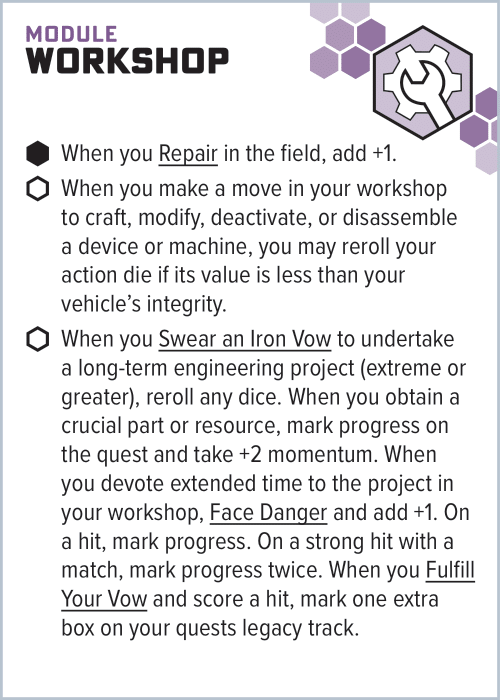 MODULE
WORKSHOP
When you Repair in the field, add +1.
When you make a move in your workshop
to craft, modify, deactivate, or disassemble
a device or machine, you may reroll your
action die if its value is less than your
vehicle’s integrity.
When you Swear an Iron Vow to undertake
a long-term engineering project (extreme or
greater), reroll any dice. When you obtain a
crucial part or resource, mark progress on
the quest and take +2 momentum. When
you devote extended time to the project in
your workshop, Face Danger and add +1. On
a hit, mark progress. On a strong hit with a
match, mark progress twice. When you Fulfill
Your Vow and score a hit, mark one extra
box on your quests legacy track.